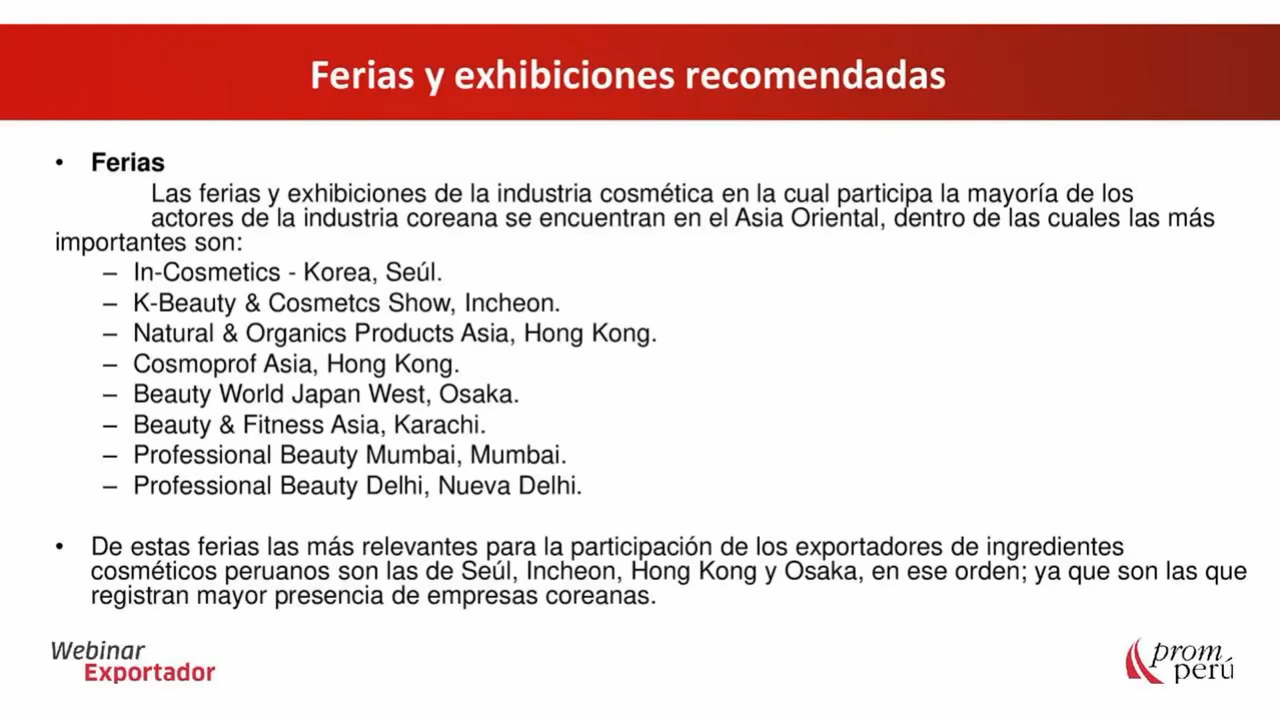 Ferias y exhibiciones recomendadas
• Ferias
Las ferias y exhibiciones de la industria cosmética en la cual participa la mayoría de los
actores de la industria coreana se encuentran en el Asia Oriental, dentro de las cuales las más
importantes son:
– In-Cosmetics - Korea, Seúl.
– K-Beauty & Cosmetcs Show, Incheon.
– Natural & Organics Products Asia, Hong Kong.
– Cosmoprof Asia, Hong Kong.
– Beauty World Japan West, Osaka.
– Beauty & Fitness Asia, Karachi.
– Professional Beauty Mumbai, Mumbai.
– Professional Beauty Delhi, Nueva Delhi.
• De estas ferias las más relevantes para la participación de los exportadores de ingredientes
cosméticos peruanos son las de Seúl, Incheon, Hong Kong y Osaka, en ese orden; ya que son las que
registran mayor presencia de empresas coreanas.
Webinar
Exportador
prom
perú